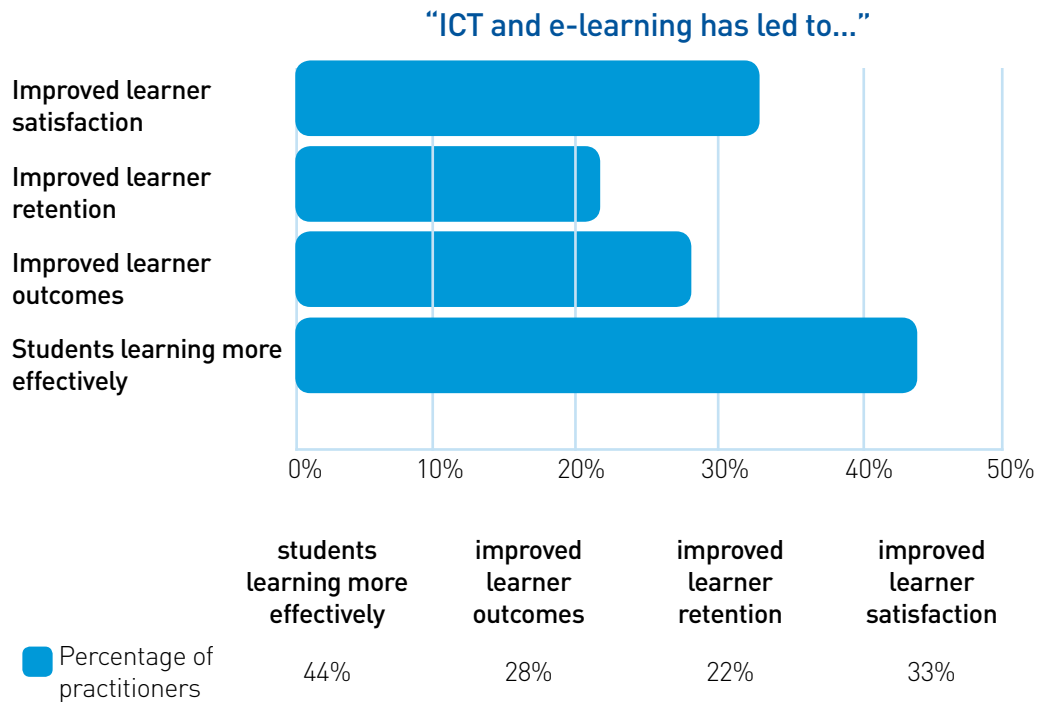 “ICT and e-learning has led to...”
Improved learner
satisfaction
Improved learner
retention
Improved learner
outcomes
Students learning more
effectively
0% 10% 20% 30% 40% 50%
students
learning more
effectively
improved
learner
outcomes
improved
learner
retention
improved
learner
satisfaction
Percentage of
practitioners
44% 28% 22% 33%